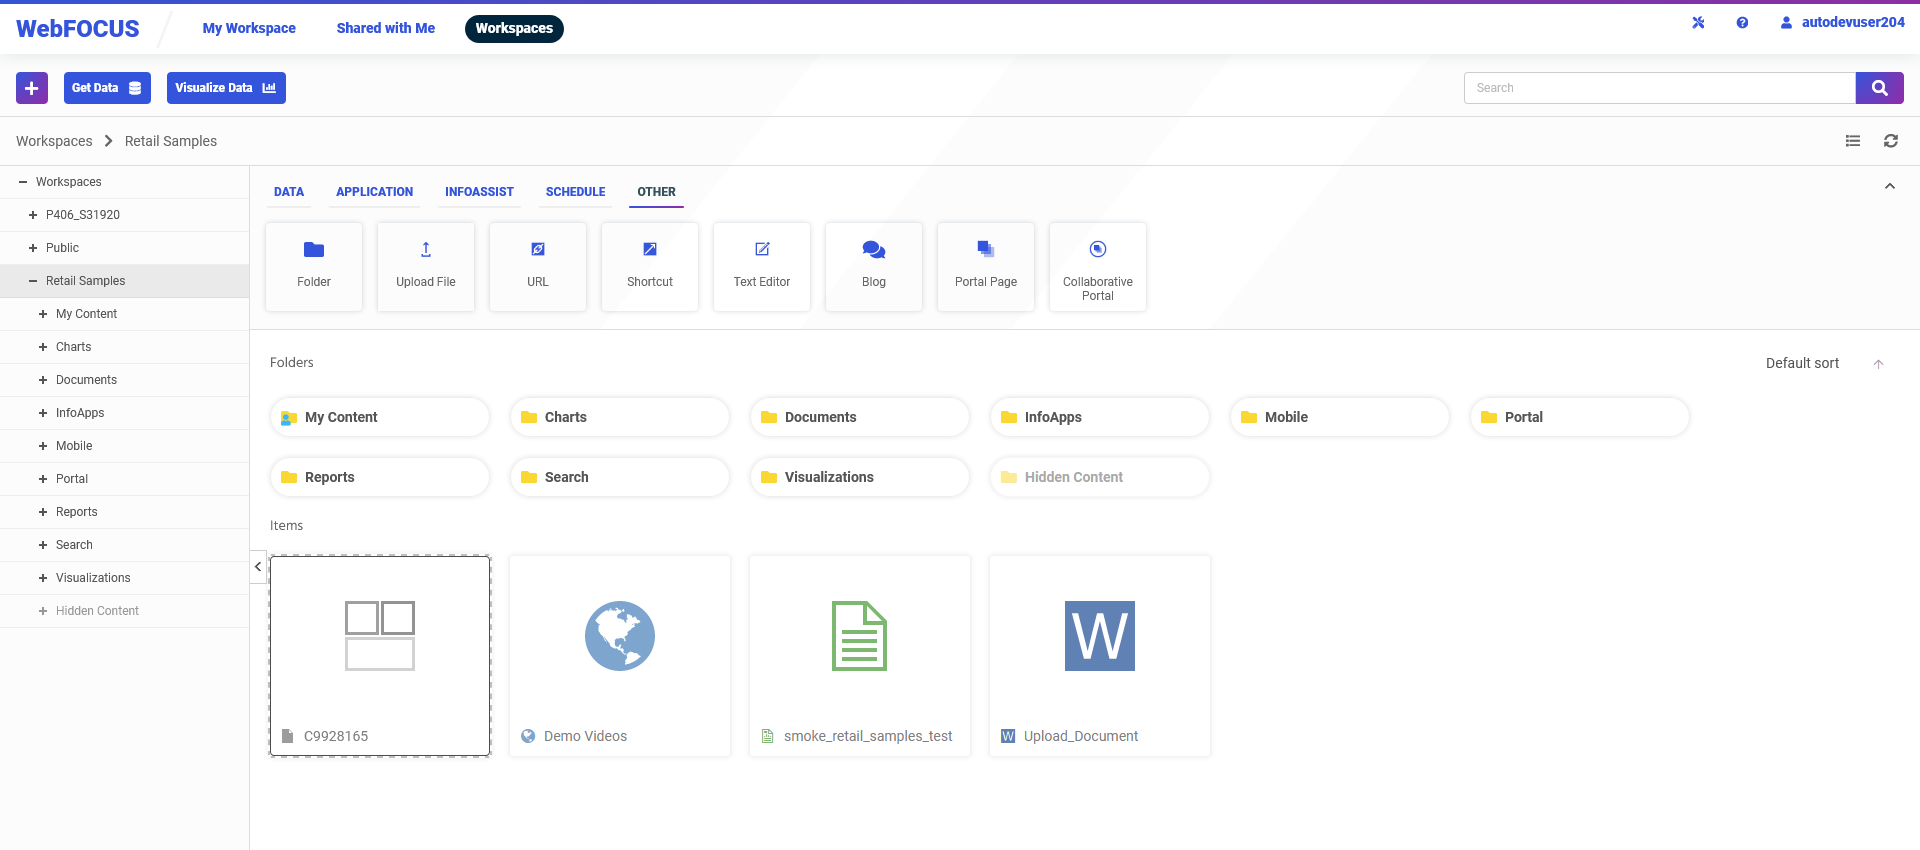 WebFOCUS
My Workspace
Shared with Me
Workspaces
autodevuser204
Get Data
Visualize Data
Search
Workspaces
Retail Samples
Workspaces
P406_S31920
Public
Retail Samples
My Content
Charts
Documents
InfoApps
Mobile
Portal
Reports
Search
Visualizations
Hidden Content
DATA
APPLICATION
INFOASSIST
SCHEDULE
OTHER
Folder
Upload File
URL
Shortcut
Text Editor
Blog
Portal Page
Collaborative
Portal
Folders
Default sort
My Content
Charts
Documents
InfoApps
Mobile
Portal
Reports
Search
Visualizations
Hidden Content
Items
W
C9928165
Demo Videos
smoke_retail_samples_test
W
Upload_Document